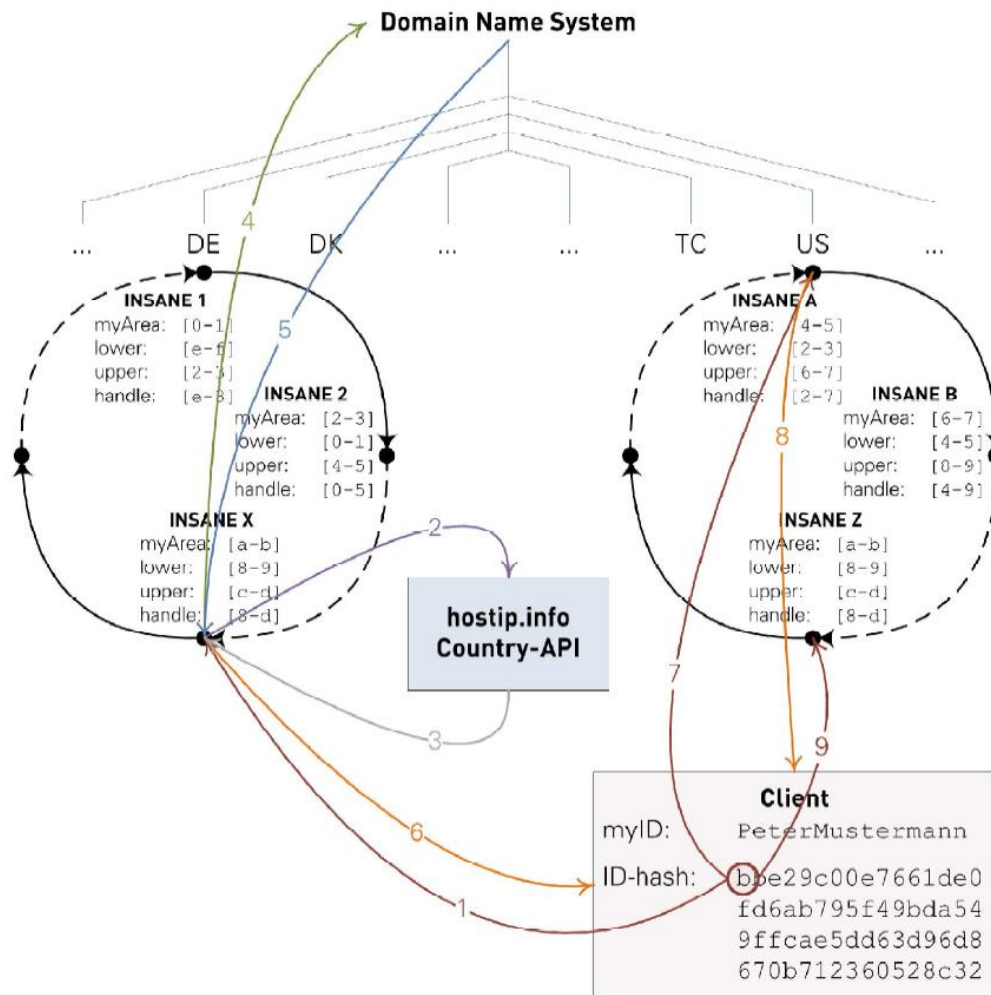 Domain Name System
4
... DE DK ... ... TC US ...
INSANE 1
myArea: [0-1]
lower: [e-f]
upper: [2-3]
handle: [e-3]
5
INSANE 2
myArea: [2-3]
lower: [0-1]
upper: [4-5]
handle: [0-5]
INSANE X
myArea: [a-b]
lower: [8-9]
upper: [c-d]
handle: [8-d]
INSANE A
myArea: [4-5]
lower: [2-3]
upper: [6-7]
handle: [2-7]
INSANE B
myArea: [6-7]
lower: [4-5]
upper: [8-9]
handle: [4-9]
8
INSANE Z
myArea: [a-b]
lower: [8-9]
upper: [c-d]
handle: [8-d]
2
hostip.info
Country-API
7
3
9
6
1
Client
myID: PeterMustermann
ID-hash: bbe29c00e7661de0
fd6ab795f49bda54
9ffcae5dd63d96d8
670b712360528c32